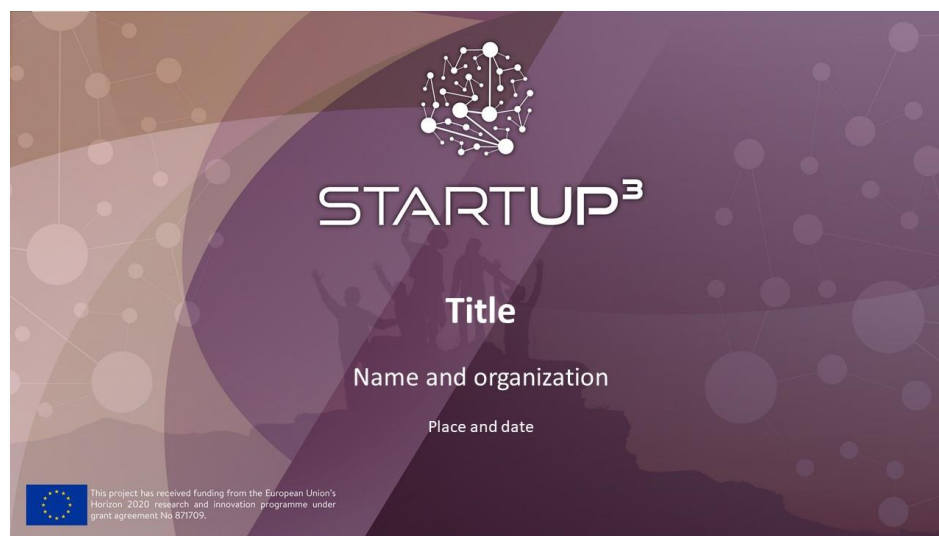 STARTUP³
Title
Name and organization
Place and date
This project has received funding from the European Union's
Horizon 2020 research and innovation programme under
grant agreement No 871709.